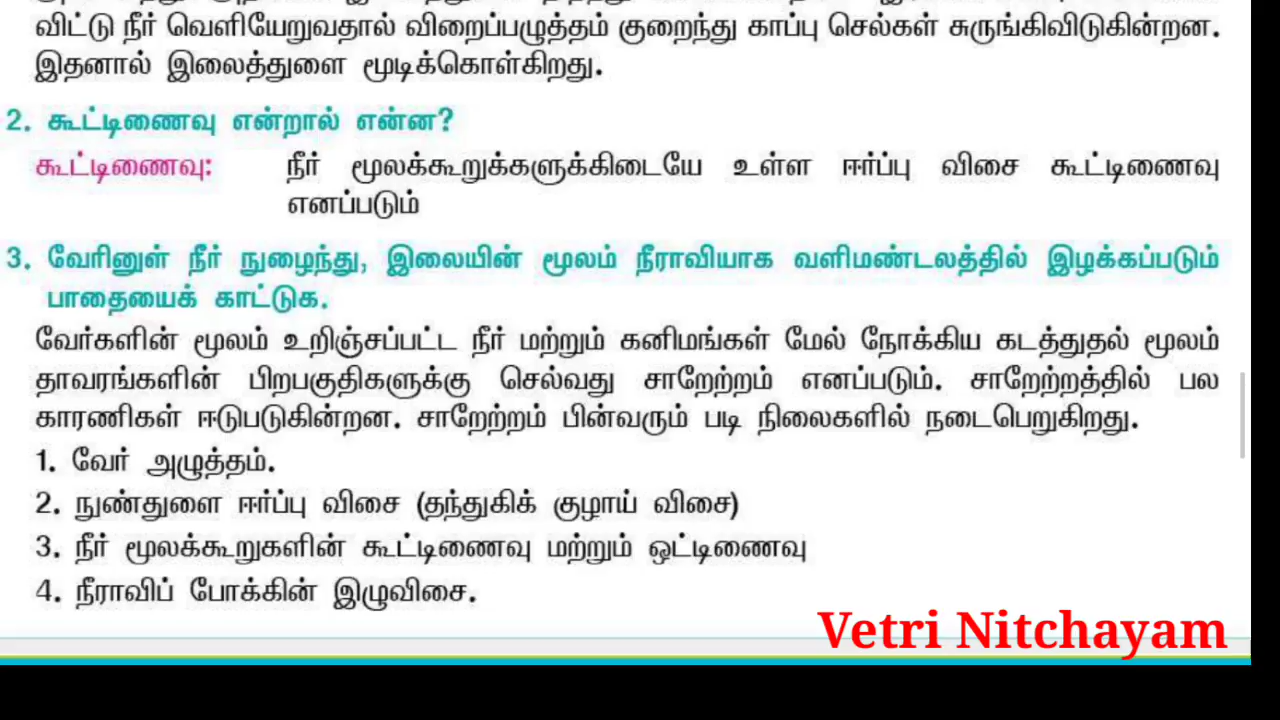 விட்டு நீர் வெளியேறுவதால் விறைப்பழுத்தம் குறைந்து காப்பு செல்கள் சுருங்கிவிடுகின்றன.
இதனால் இலைத்துளை மூடிக்கொள்கிறது.
2. கூட்டிணைவு என்றால் என்ன?
கூட்டிணைவு: நீர் மூலக்கூறுக்களுக்கிடையே உள்ள ஈர்ப்பு விசை கூட்டிணைவு
எனப்படும்
3. வேரினுள் நீர் நுழைந்து, இலையின் மூலம் நீராவியாக வளிமண்டலத்தில் இழக்கப்படும்
பாதையைக் காட்டுக.
வேர்களின் மூலம் உறிஞ்சப்பட்ட நீர் மற்றும் கனிமங்கள் மேல் நோக்கிய கடத்துதல் மூலம்
தாவரங்களின் பிறபகுதிகளுக்கு செல்வது சாறேற்றம் எனப்படும். சாறேற்றத்தில் பல
காரணிகள் ஈடுபடுகின்றன. சாறேற்றம் பின்வரும் படி நிலைகளில் நடைபெறுகிறது.
1. வேர் அழுத்தம்.
2. நுண்துளை ஈர்ப்பு விசை (தந்துகிக் குழாய் விசை)
3. நீர் மூலக்கூறுகளின் கூட்டிணைவு மற்றும் ஒட்டிணைவு
4. நீராவிப் போக்கின் இழுவிசை.
Vetri Nitchayam